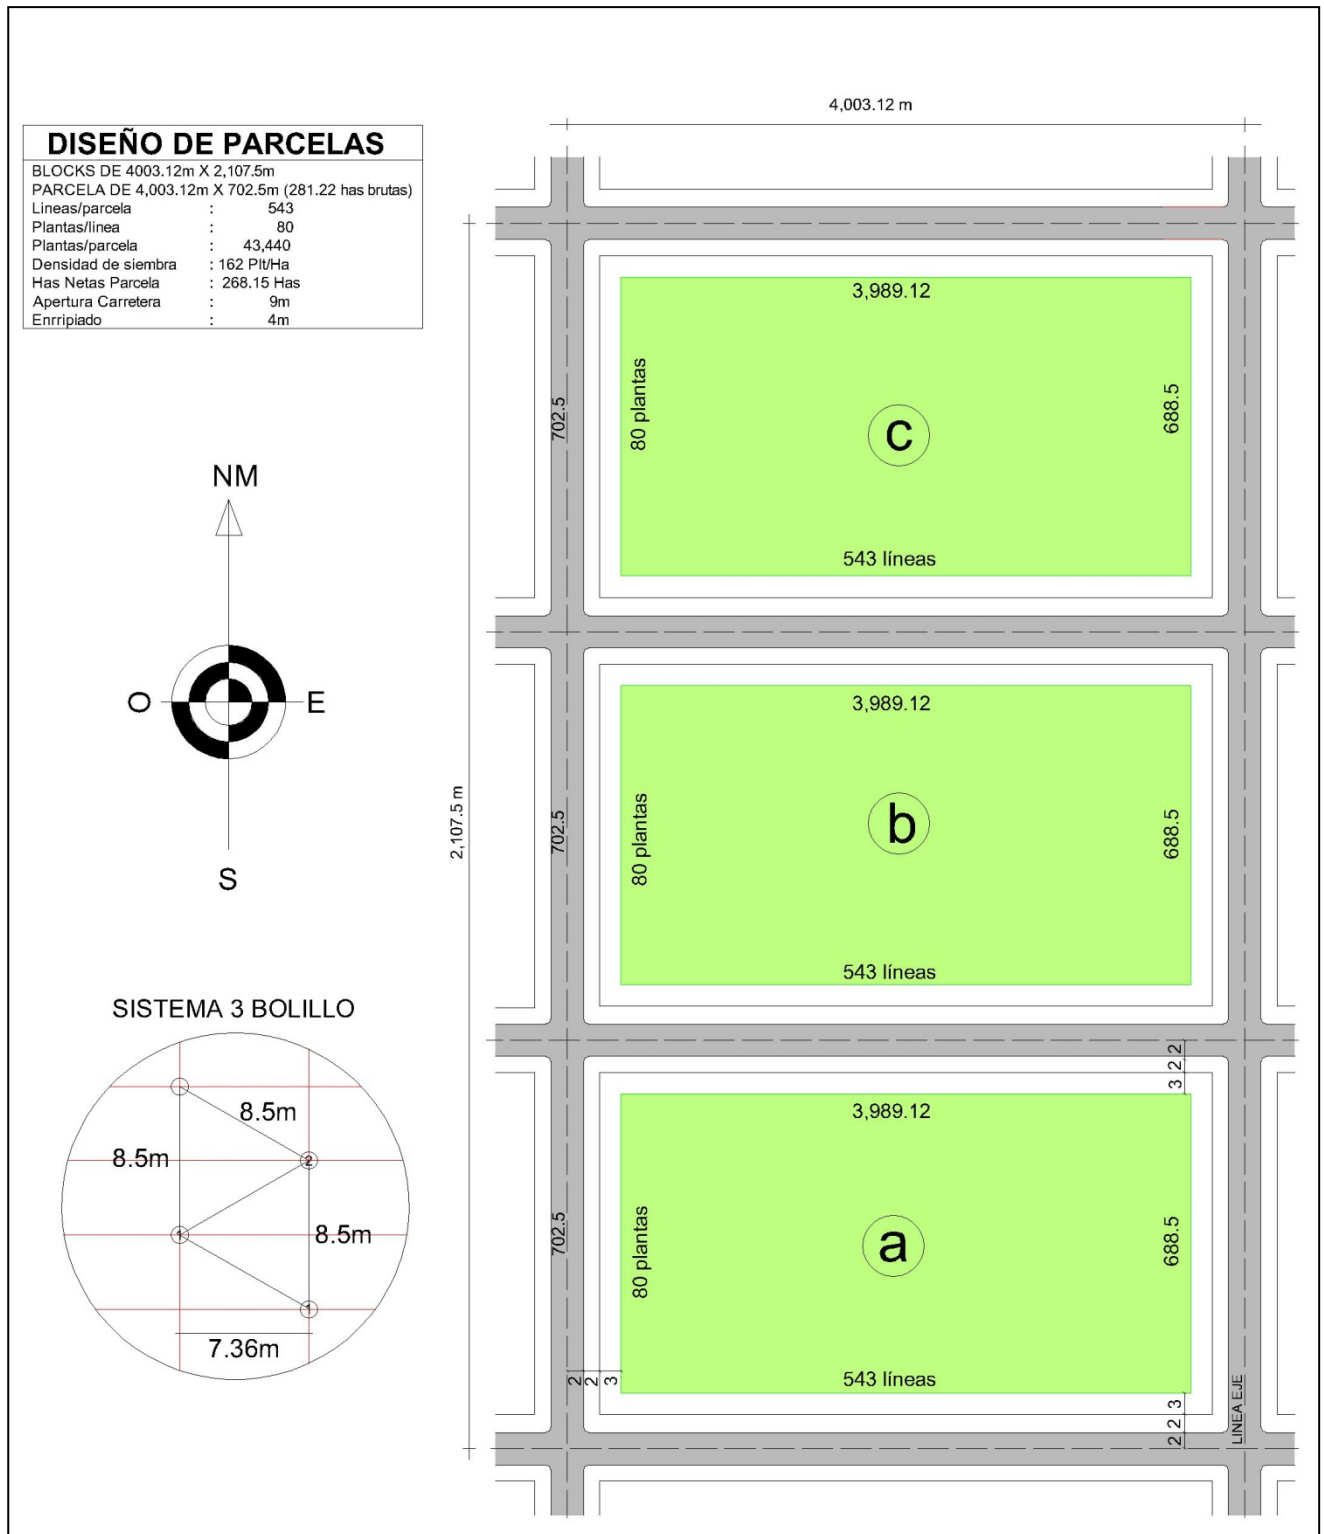 4,003.12 m
DISEÑO DE PARCELAS
BLOCKS DE 4003.12m X 2,107.5m
PARCELA DE 4,003.12m X 702.5m (281.22 has brutas)
Lineas/parcela : 543
Plantas/linea : 80
Plantas/parcela : 43,440
Densidad de siembra : 162 Plt/Ha
Has Netas Parcela : 268.15 Has
Apertura Carretera : 9m
Enrripiado : 4m
NM
O
E
S
2,107.5 m
702.5
3,989.12
80 plantas
c
688.5
543 líneas
702.5
3,989.12
80 plantas
b
688.5
543 líneas
2
2
3
702.5
3,989.12
80 plantas
a
688.5
543 líneas
2
2
3
3
2
2
LINEA EJE
SISTEMA 3 BOLILLO
8.5m
8.5m
2
1
8.5m
1
7.36m